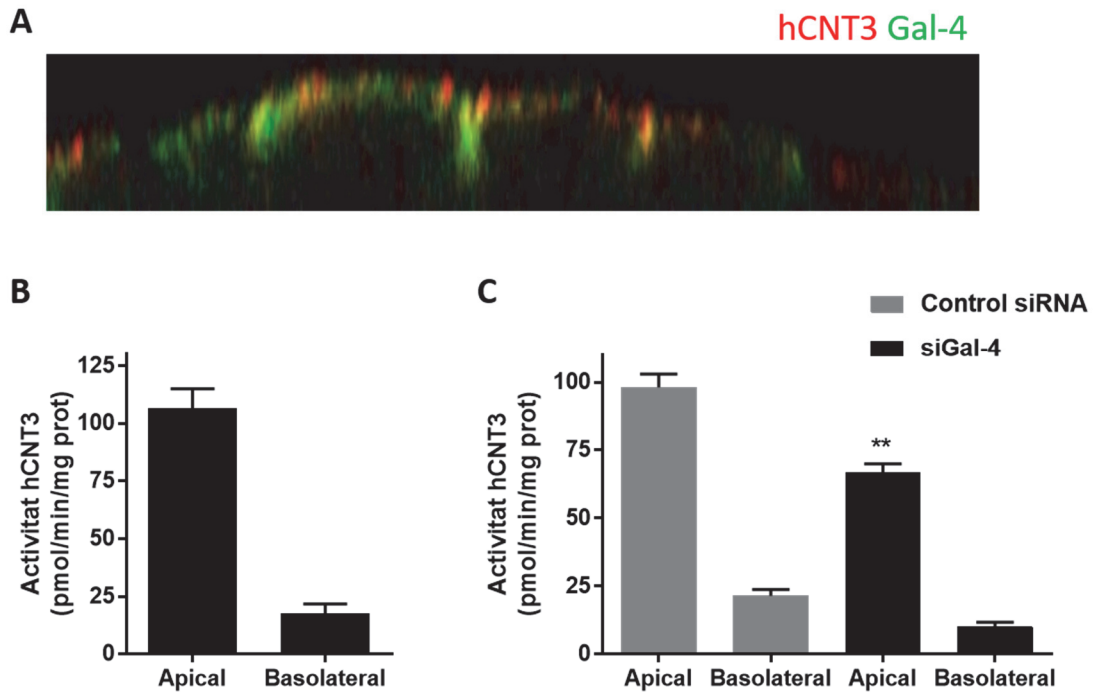 A
hCNT3 Gal-4
B
Activitat hCNT3
(pmol/min/mg prot)
125
100
75
50
25
0
Apical
Basolateral
C
Control siRNA
siGal-4
Activitat hCNT3
(pmol/min/mg prot)
100
75
50
25
0
**
Apical
Basolateral
Apical
Basolateral